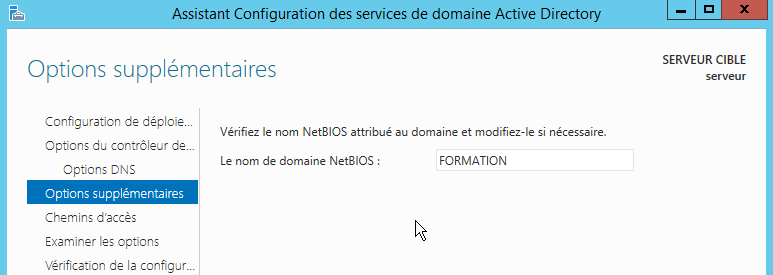 Assistant Configuration des services de domaine Active Directory
Options supplémentaires
SERVEUR CIBLE
serveur
Configuration de déploie...
Options du contrôleur de...
Options DNS
Options supplémentaires
Chemins d'accès
Examiner les options
Vérification de la configur...
Vérifiez le nom NetBIOS attribué au domaine et modifiez-le si nécessaire.
Le nom de domaine NetBIOS :
FORMATION